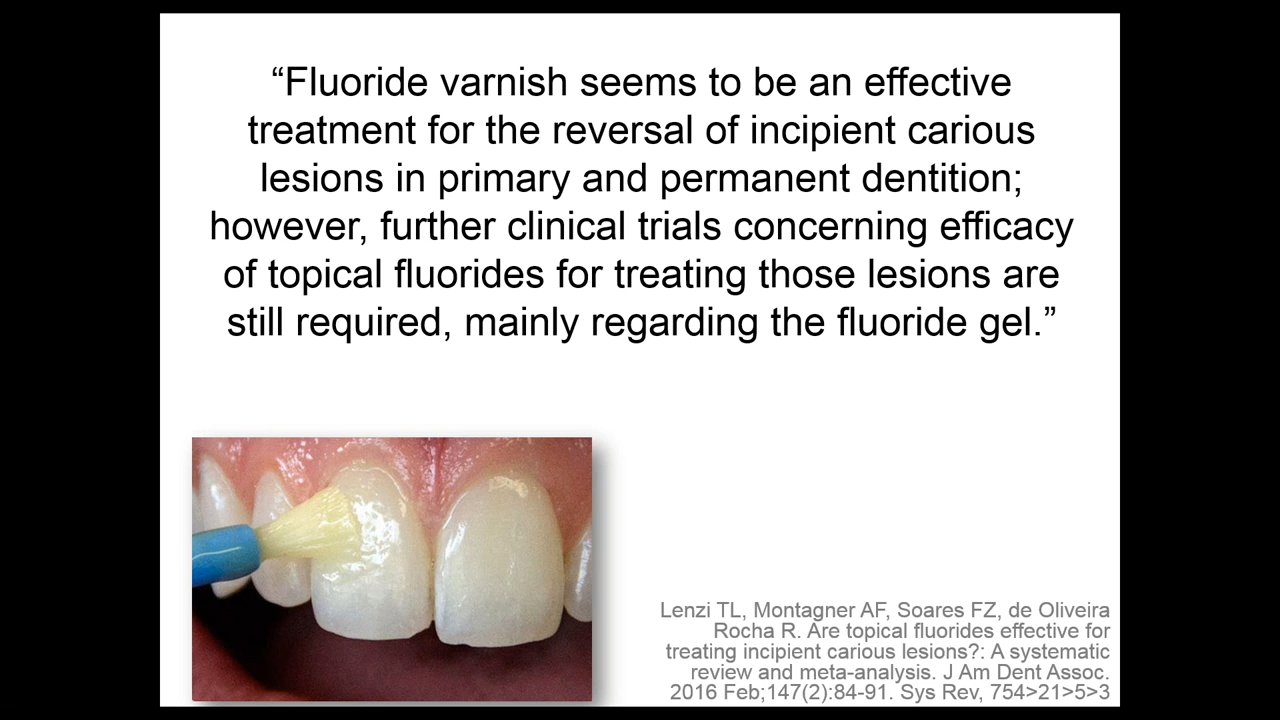 “Fluoride varnish seems to be an effective
treatment for the reversal of incipient carious
lesions in primary and permanent dentition;
however, further clinical trials concerning efficacy
of topical fluorides for treating those lesions are
still required, mainly regarding the fluoride gel.”
Lenzi TL, Montagner AF, Soares FZ, de Oliveira
Rocha R. Are topical fluorides effective for
treating incipient carious lesions?: A systematic
review and meta-analysis. J Am Dent Assoc.
2016 Feb;147(2):84-91. Sys Rev, 754>21>5>3